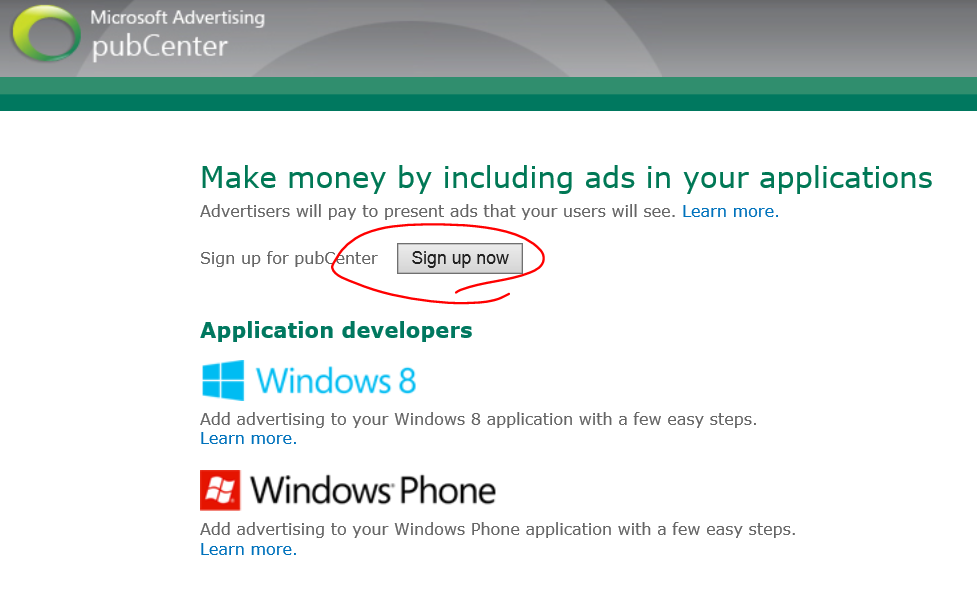 Microsoft Advertising
pubCenter
Make money by including ads in your applications
Advertisers will pay to present ads that your users will see. Learn more.
Sign up for pubCenter Sign up now
Application developers
Windows 8
Add advertising to your Windows 8 application with a few easy steps.
Learn more.
Windows Phone
Add advertising to your Windows Phone application with a few easy steps.
Learn more.